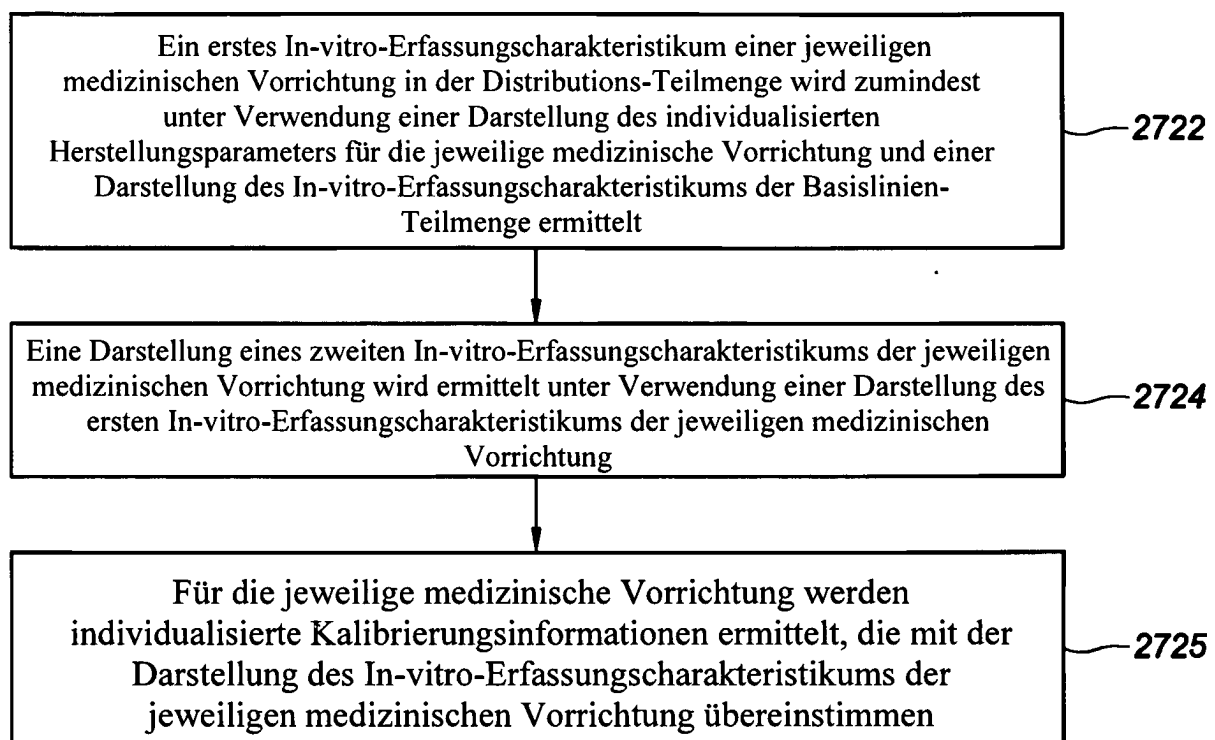 Ein erstes In-vitro-Erfassungscharakteristikum einer jeweiligen
medizinischen Vorrichtung in der Distributions-Teilmenge wird zumindest
unter Verwendung einer Darstellung des individualisierten
Herstellungsparameters für die jeweilige medizinische Vorrichtung und einer
Darstellung des In-vitro-Erfassungscharakteristikums der Basislinien-
Teilmenge ermittelt
2722
Eine Darstellung eines zweiten In-vitro-Erfassungscharakteristikums der jeweiligen
medizinischen Vorrichtung wird ermittelt unter Verwendung einer Darstellung des
ersten In-vitro-Erfassungscharakteristikums der jeweiligen medizinischen
Vorrichtung
2724
Für die jeweilige medizinische Vorrichtung werden
individualisierte Kalibrierungsinformationen ermittelt, die mit der
Darstellung des In-vitro-Erfassungscharakteristikums der
jeweiligen medizinischen Vorrichtung übereinstimmen
2725